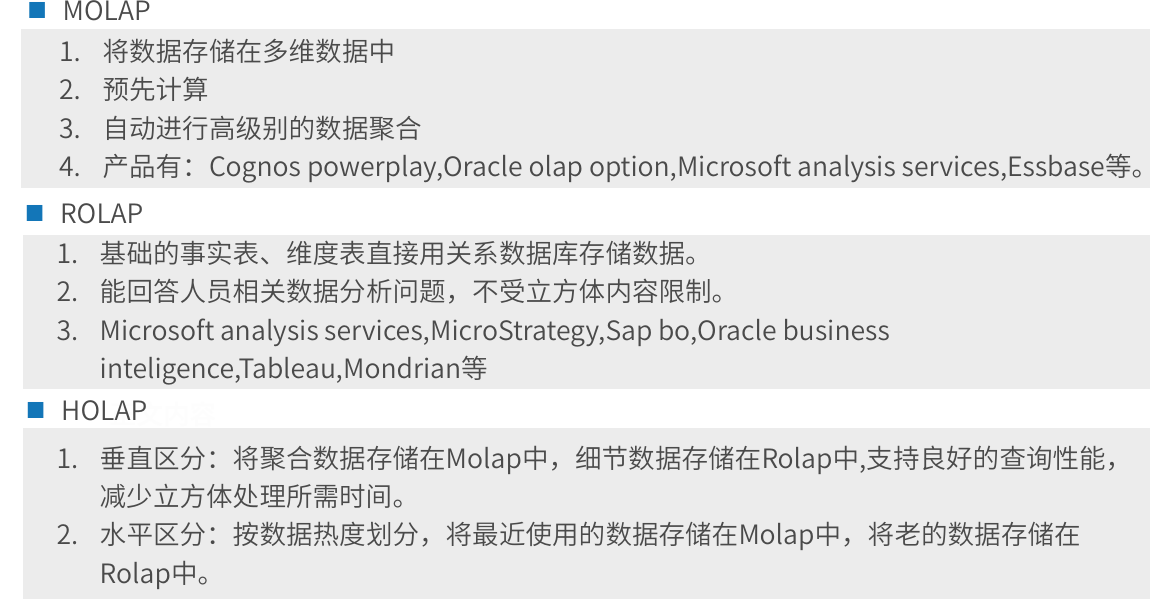 MOLAP
1. 将数据存储在多维数据中
2. 预先计算
3. 自动进行高级别的数据聚合
4. 产品有：Cognos powerplay,Oracle olap option,Microsoft analysis services,Essbase等。
ROLAP
1. 基础的事实表、维度表直接用关系数据库存储数据。
2. 能回答人员相关数据分析问题，不受立方体内容限制。
3. Microsoft analysis services,MicroStrategy,Sap bo,Oracle business
inteligence,Tableau,Mondrian等
HOLAP
1. 垂直区分：将聚合数据存储在Molap中，细节数据存储在Rolap中,支持良好的查询性能，
减少立方体处理所需时间。
2. 水平区分：按数据热度划分，将最近使用的数据存储在Molap中，将老的数据存储在
Rolap中。